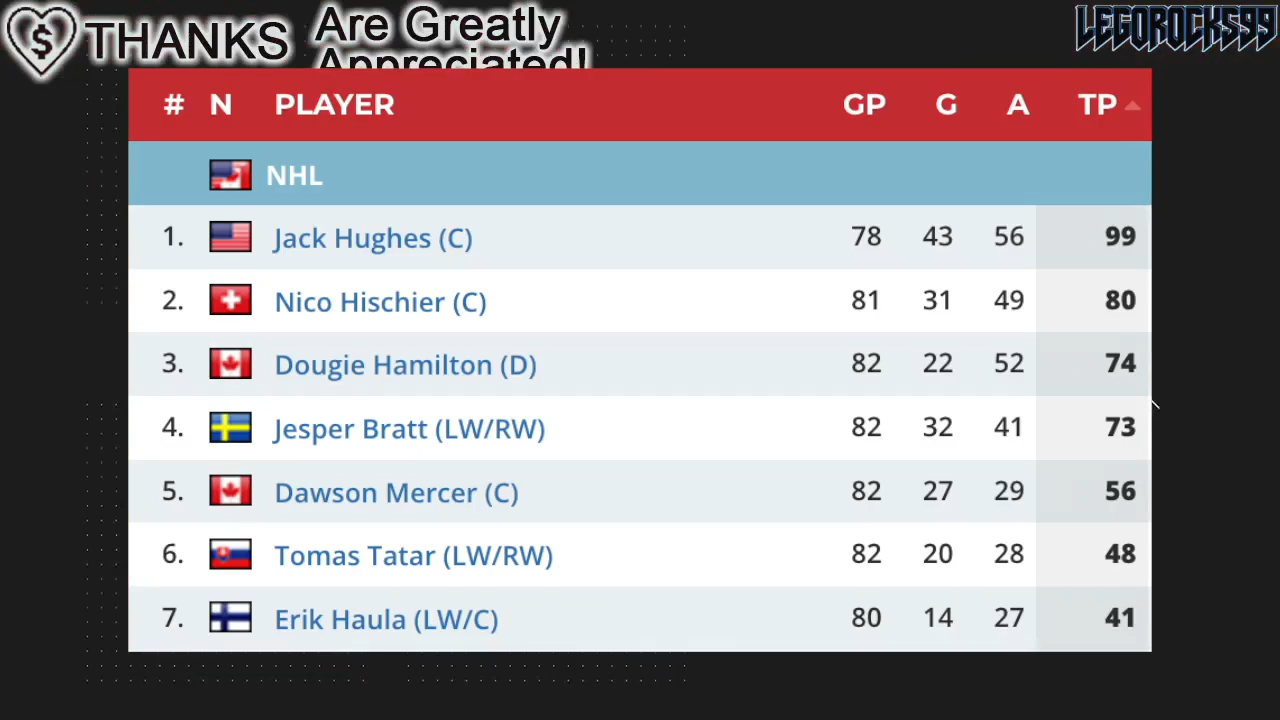 THANKS
Are Greatly
Appreciated!
LEGOROCKS99
# N PLAYER GP G A TP
NHL
1. Jack Hughes (C) 78 43 56 99
2. Nico Hischier (C) 81 31 49 80
3. Dougie Hamilton (D) 82 22 52 74
4. Jesper Bratt (LW/RW) 82 32 41 73
5. Dawson Mercer (C) 82 27 29 56
6. Tomas Tatar (LW/RW) 82 20 28 48
7. Erik Haula (LW/C) 80 14 27 41